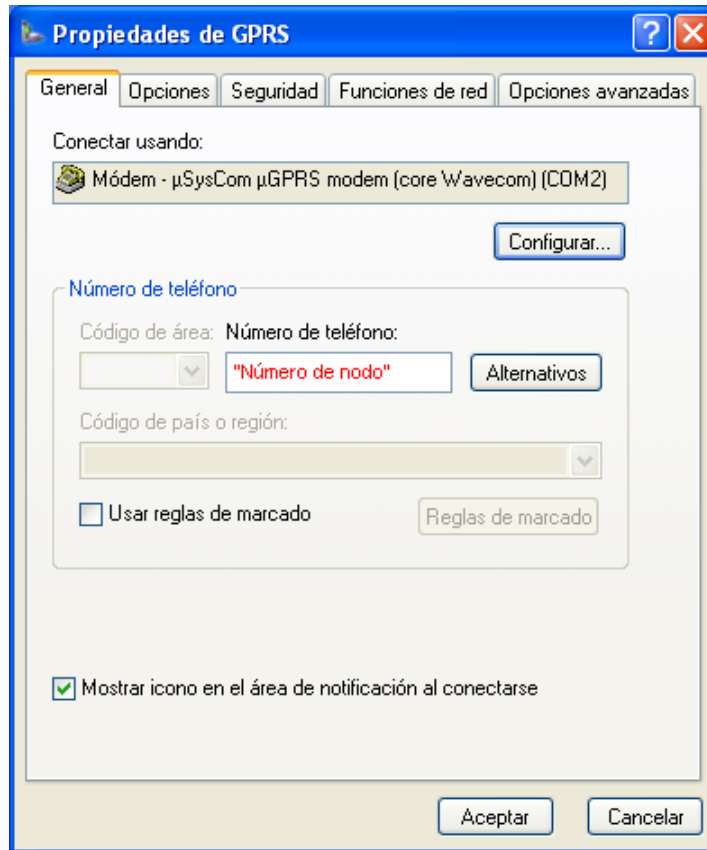 Propiedades de GPRS
General Opciones Seguridad Funciones de red Opciones avanzadas
Conectar usando:
Módem - µSysCom µGPRS modem (core Wavecom) (COM2)
Configurar...
Número de teléfono
Código de área: Número de teléfono:
"Número de nodo" Alternativos
Código de país o región:
Usar reglas de marcado Reglas de marcado
Mostrar icono en el área de notificación al conectarse
Aceptar Cancelar